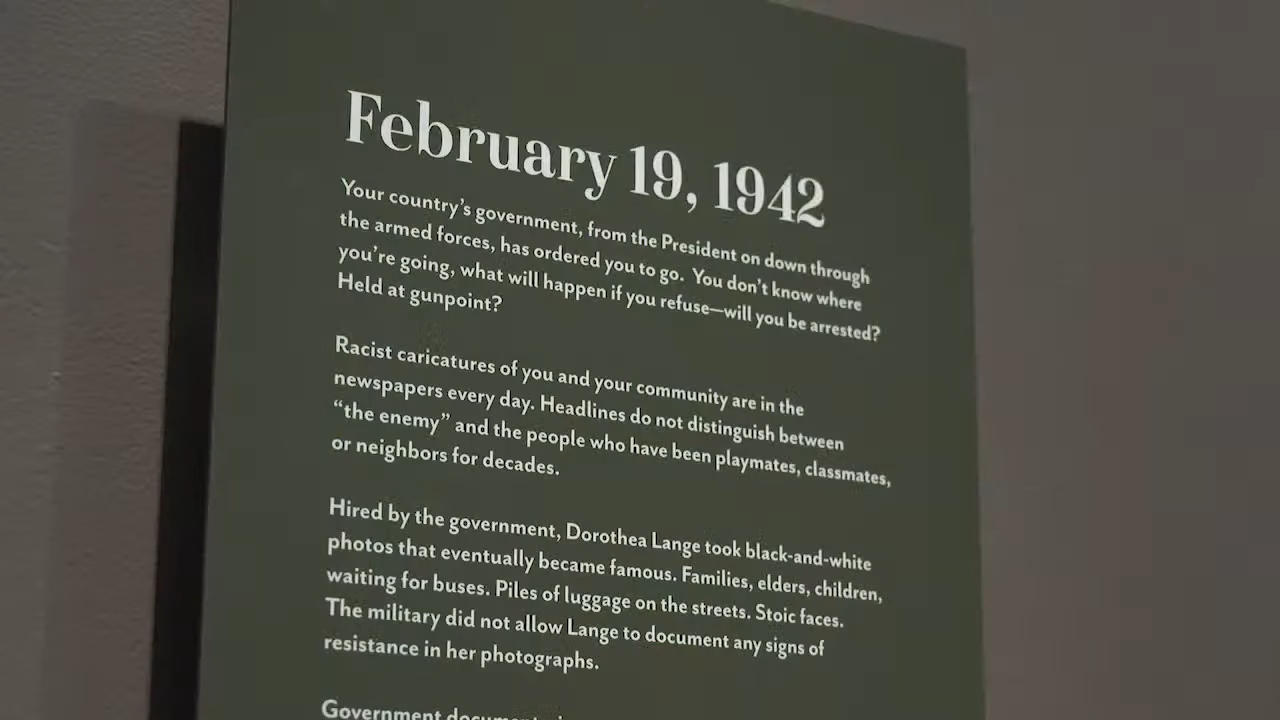 February 19, 1942
Your country’s government, from the President on down through
the armed forces, has ordered you to go.  You don’t know where
you’re going, what will happen if you refuse—will you be arrested?
Held at gunpoint?
Racist caricatures of you and your community are in the
newspapers every day. Headlines do not distinguish between
“the enemy” and the people who have been playmates, classmates,
or neighbors for decades.
Hired by the government, Dorothea Lange took black-and-white
photos that eventually became famous. Families, elders, children,
waiting for buses. Piles of luggage on the streets. Stoic faces.
The military did not allow Lange to document any signs of
resistance in her photographs.
Government